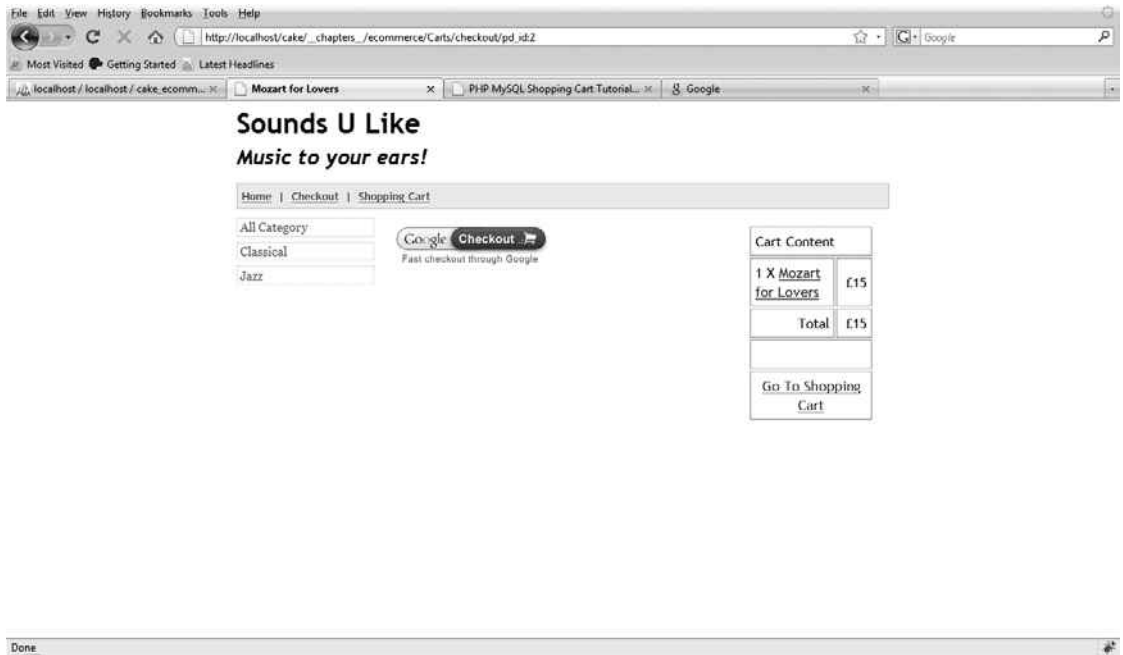 File Edit View History Bookmarks Tools Help
http://localhost/cake/_chapters_/ecommerce/Carts/checkout/pd_id:2
Google
Most Visited Getting Started Latest Headlines
localhost / localhost / cake_ecomm...
Mozart for Lovers
PHP MySQL Shopping Cart Tutorial...
Google
Sounds U Like
Music to your ears!
Home | Checkout | Shopping Cart
All Category
Classical
Jazz
Google Checkout
Fast checkout through Google
Cart Content
1 X Mozart
for Lovers
£15
Total £15
Go To Shopping
Cart
Done